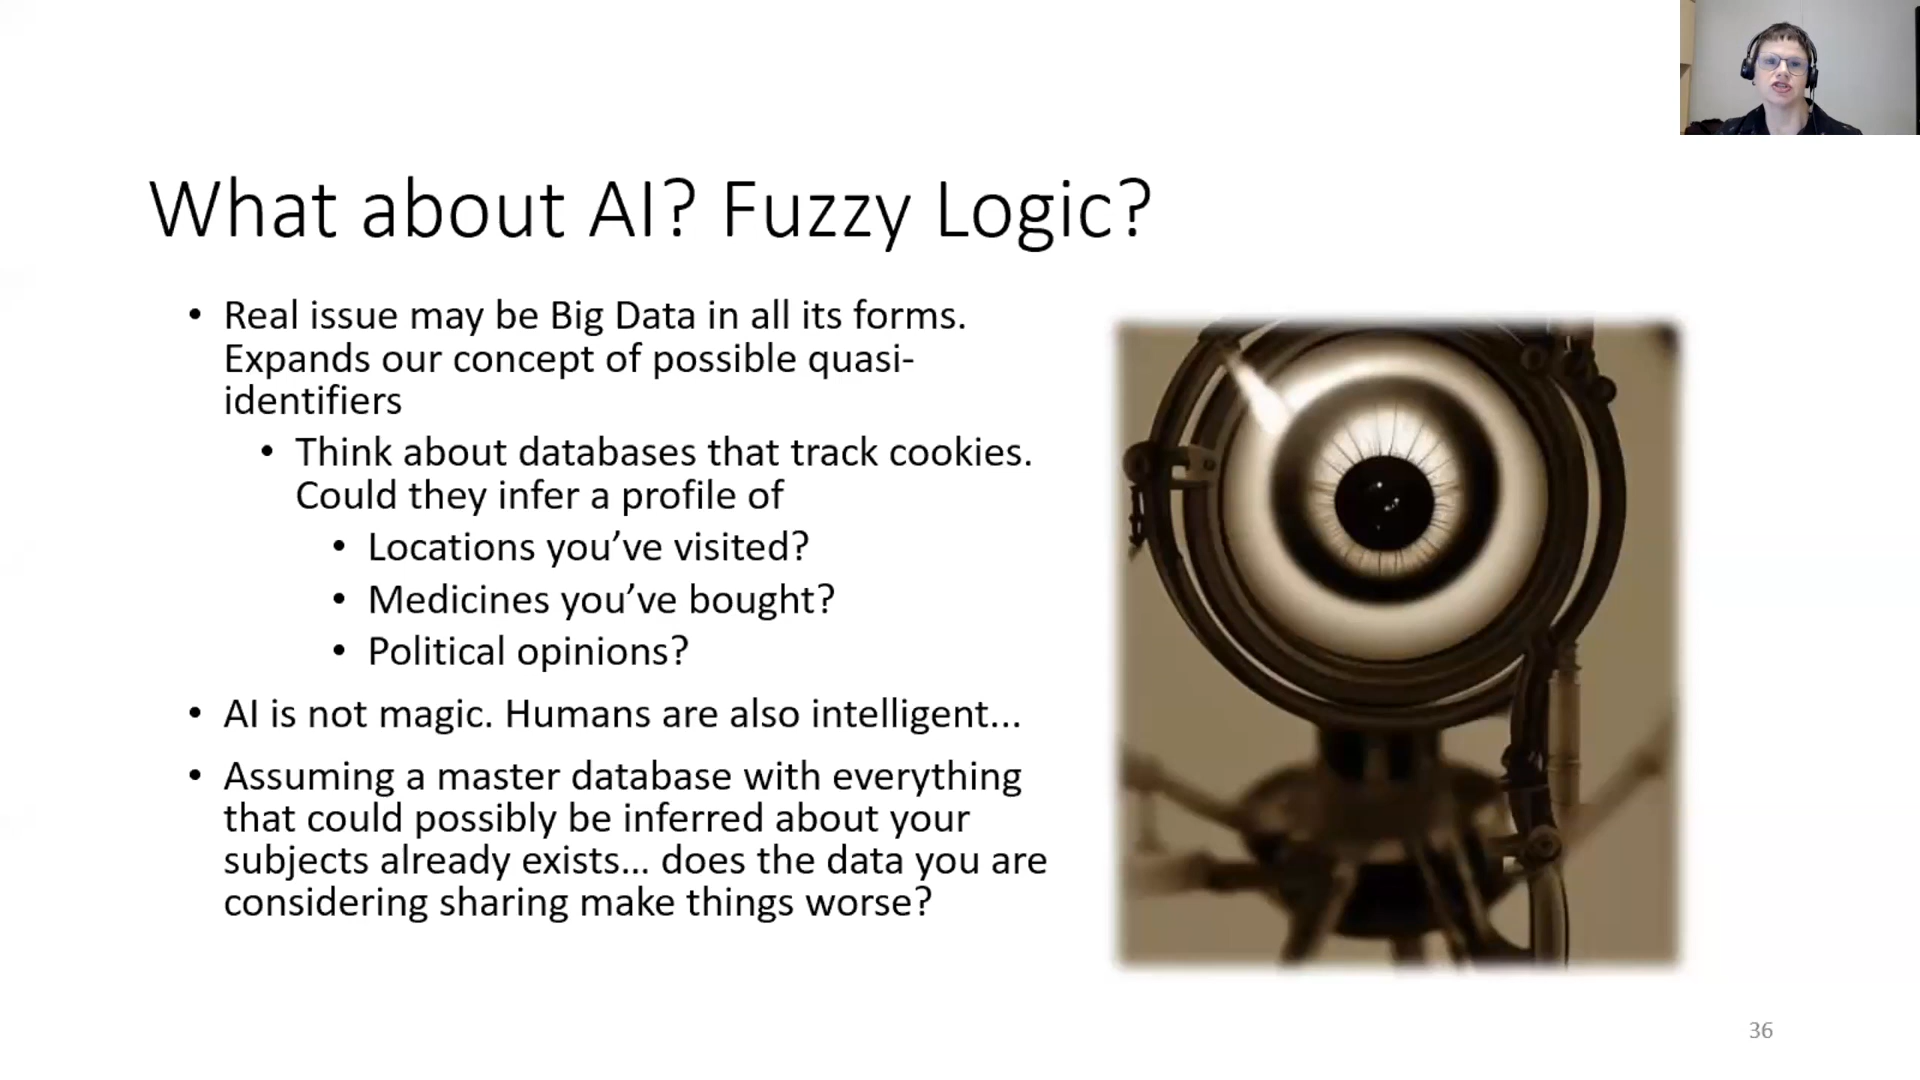 What about AI? Fuzzy Logic?
• Real issue may be Big Data in all its forms.
Expands our concept of possible quasi-
identifiers
• Think about databases that track cookies.
Could they infer a profile of
• Locations you’ve visited?
• Medicines you’ve bought?
• Political opinions?
• AI is not magic. Humans are also intelligent...
• Assuming a master database with everything
that could possibly be inferred about your
subjects already exists… does the data you are
considering sharing make things worse?
36